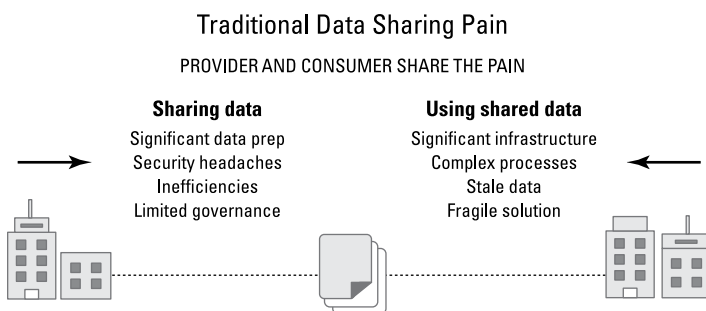 Traditional Data Sharing Pain
PROVIDER AND CONSUMER SHARE THE PAIN
Sharing data
Significant data prep
Security headaches
Inefficiencies
Limited governance
Using shared data
Significant infrastructure
Complex processes
Stale data
Fragile solution